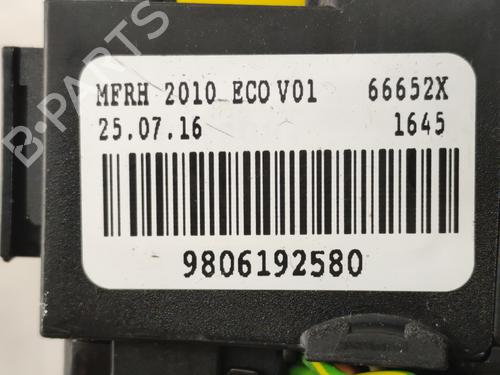 MFRH 2010 ECO V01 66652X
25.07.16 1645
9806192580
B-PARTS